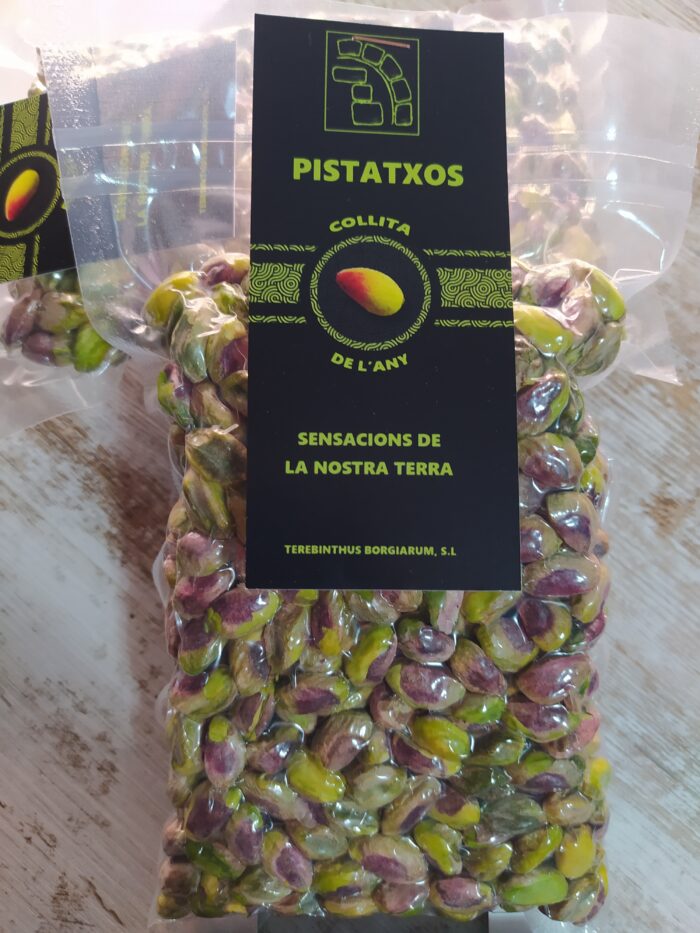 PISTATXOS
COLLITA
DE L'ANY
SENSACIONS DE
LA NOSTRA TERRA
TEREBINTHUS BORGIARUM, S.L